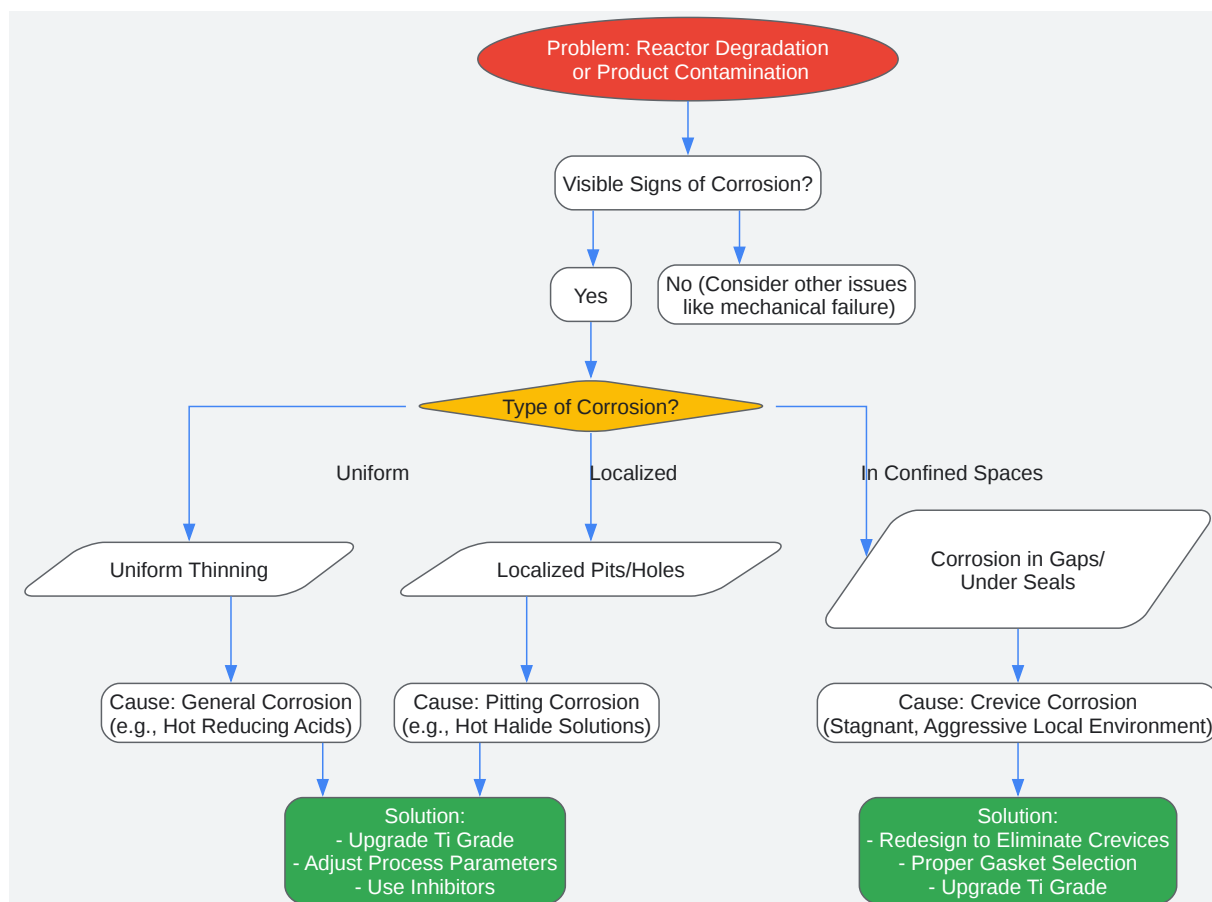 Problem: Reactor Degradation
or Product Contamination
Visible Signs of Corrosion?
Yes
No (Consider other issues
like mechanical failure)
Type of Corrosion?
Uniform
Localized
In Confined Spaces
Uniform Thinning
Localized Pits/Holes
Corrosion in Gaps/
Under Seals
Cause: General Corrosion
(e.g., Hot Reducing Acids)
Cause: Pitting Corrosion
(e.g., Hot Halide Solutions)
Cause: Crevice Corrosion
(Stagnant, Aggressive Local Environment)
Solution:
- Upgrade Ti Grade
- Adjust Process Parameters
- Use Inhibitors
Solution:
- Redesign to Eliminate Crevices
- Proper Gasket Selection
- Upgrade Ti Grade